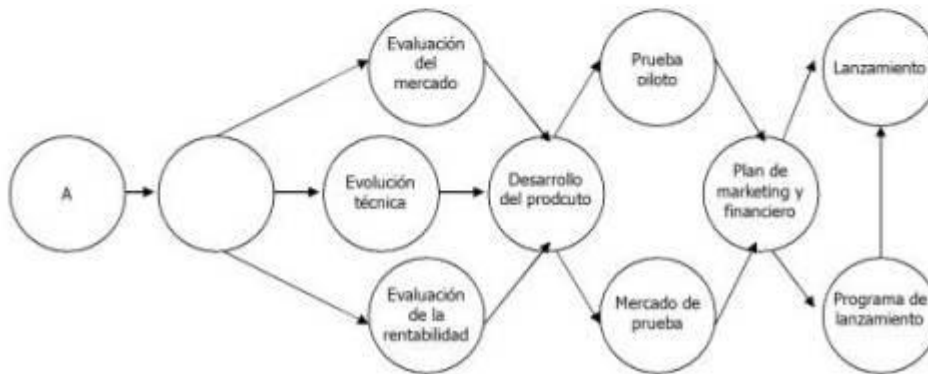 A
Evaluación
del
mercado
Evolución
técnica
Evaluación
de la
rentabilidad
Desarrollo
del prodcuto
Prueba
oiloto
Mercado de
prueba
Plan de
marketing y
financiero
Lanzamiento
Programa de
lanzamiento